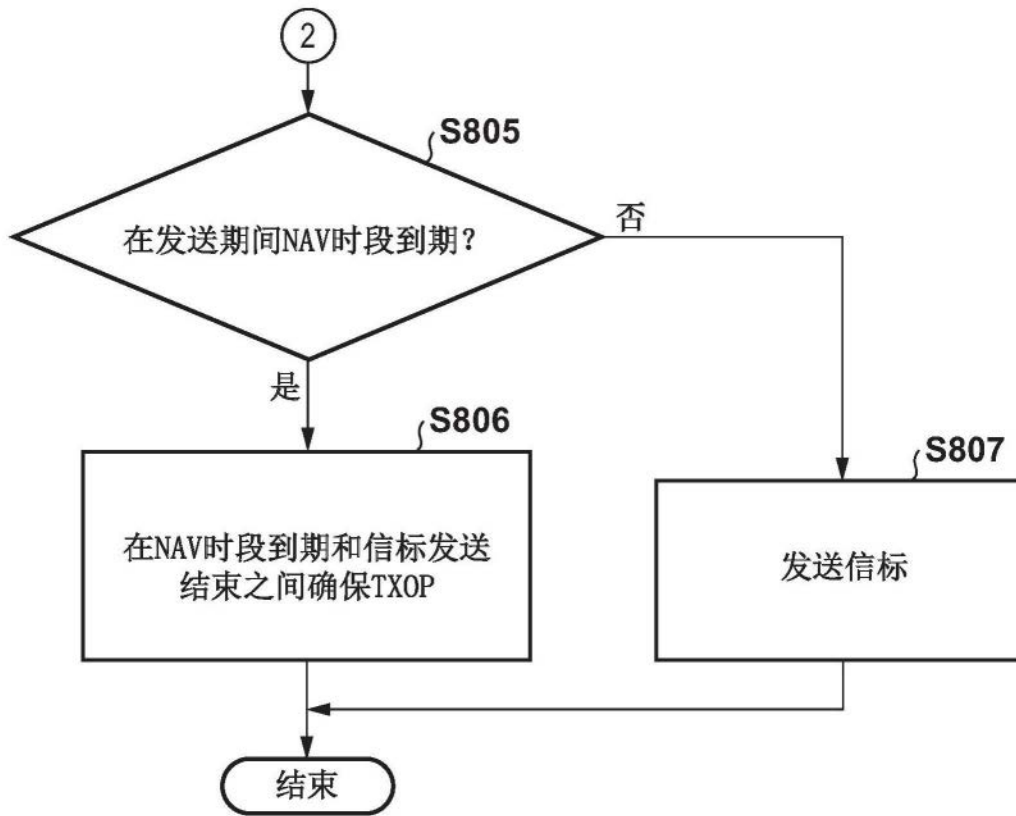 2
S805
在发送期间NAV时段到期？
否
是
S806
在NAV时段到期和信标发送
结束之间确保TXOP
S807
发送信标
结束